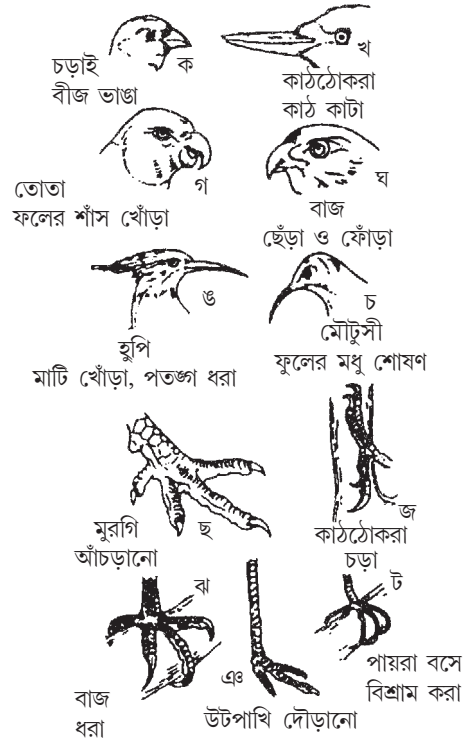 চড়াই
বীজ ভাঙা
ক
খ
কাঠঠোকরা
কাঠ কাটা
তোতা
ফলের শাঁস খোঁড়া
গ
ঘ
বাজ
ছেঁড়া ও ফোঁড়া
ঙ
হুপি
মাটি খোঁড়া, পতঙ্গ ধরা
চ
মৌটুসী
ফুলের মধু শোষণ
মুরগি
আঁচড়ানো
ছ
জ
কাঠঠোকরা
চড়া
ঝ
বাজ
ধরা
ঞ
উটপাখি দৌড়ানো
ট
পায়রা বসে
বিশ্রাম করা